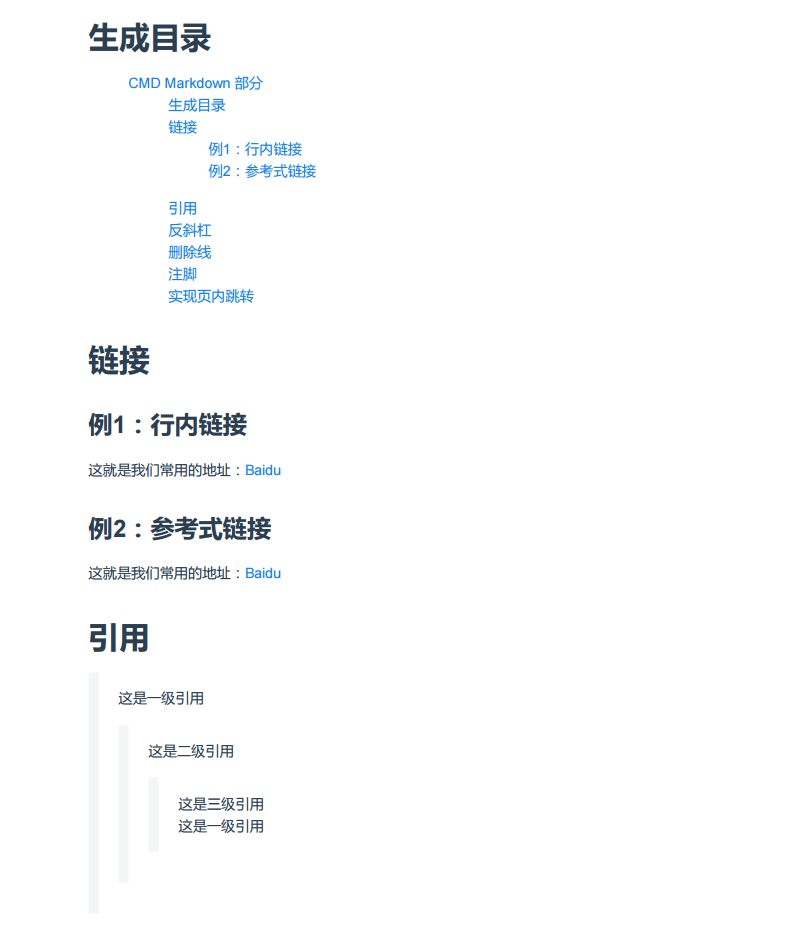 生成目录
CMD Markdown 部分
生成目录
链接
例1：行内链接
例2：参考式链接
引用
反斜杠
删除线
注脚
实现页内跳转
链接
例1：行内链接
这就是我们常用的地址：Baidu
例2：参考式链接
这就是我们常用的地址：Baidu
引用
这是一级引用
这是二级引用
这是三级引用
这是一级引用